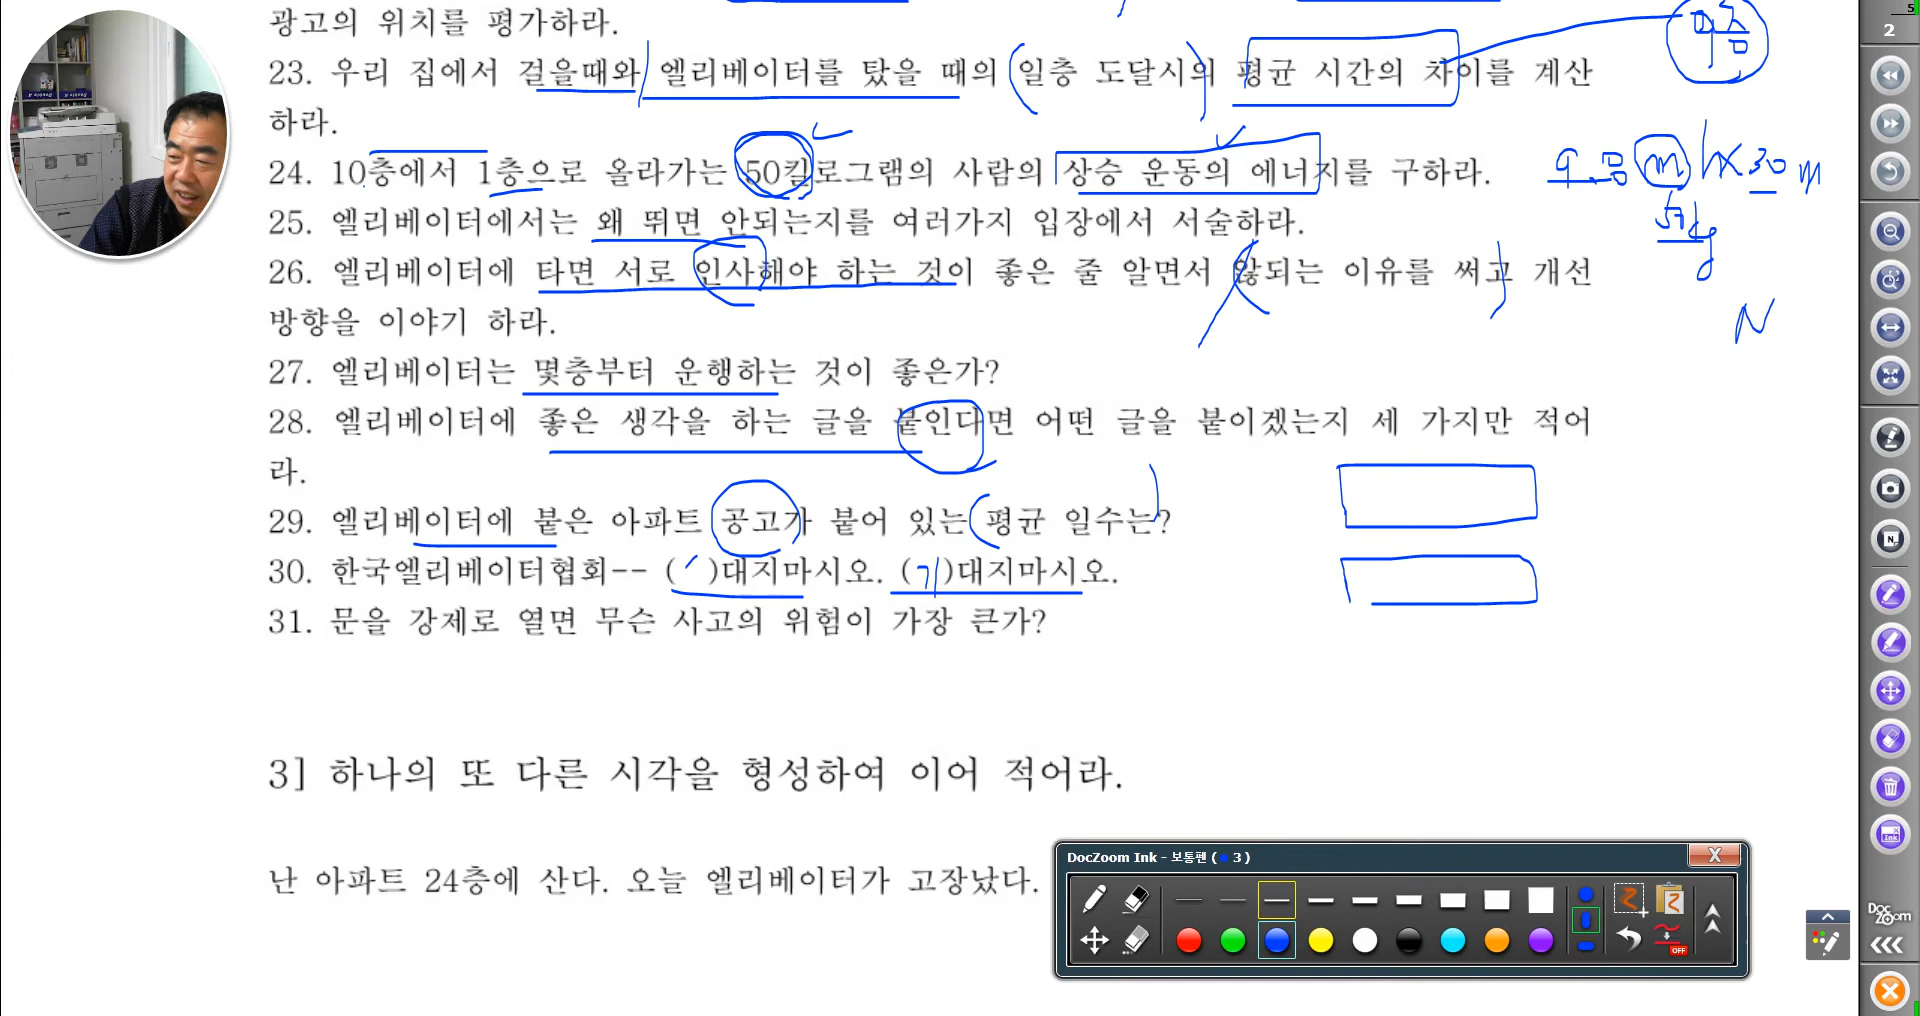 광고의 위치를 평가하라.
23. 우리 집에서 걸을때와 엘리베이터를 탔을 때의 일층 도달시의 평균 시간의 차이를 계산
하라.
24. 10층에서 1층으로 올라가는 50킬로그램의 사람의 상승 운동의 에너지를 구하라.
25. 엘리베이터에서는 왜 뛰면 안되는지를 여러가지 입장에서 서술하라.
26. 엘리베이터에 타면 서로 인사해야 하는 것이 좋은 줄 알면서 않되는 이유를 써고 개선
방향을 이야기 하라.
27. 엘리베이터는 몇층부터 운행하는 것이 좋은가?
28. 엘리베이터에 좋은 생각을 하는 글을 붙인다면 어떤 글을 붙이겠는지 세 가지만 적어
라.
29. 엘리베이터에 붙은 아파트 공고가 붙어 있는 평균 일수는?
30. 한국엘리베이터협회-- ( )대지마시오. (기)대지마시오.
31. 문을 강제로 열면 무슨 사고의 위험이 가장 큰가?
3] 하나의 또 다른 시각을 형성하여 이어 적어라.
난 아파트 24층에 산다. 오늘 엘리베이터가 고장났다.
9.8 m h × 30 m
N
DocZoom Ink - 보통펜 ( 3 )
OFF
5
2
N
Ink
Doc Zoom